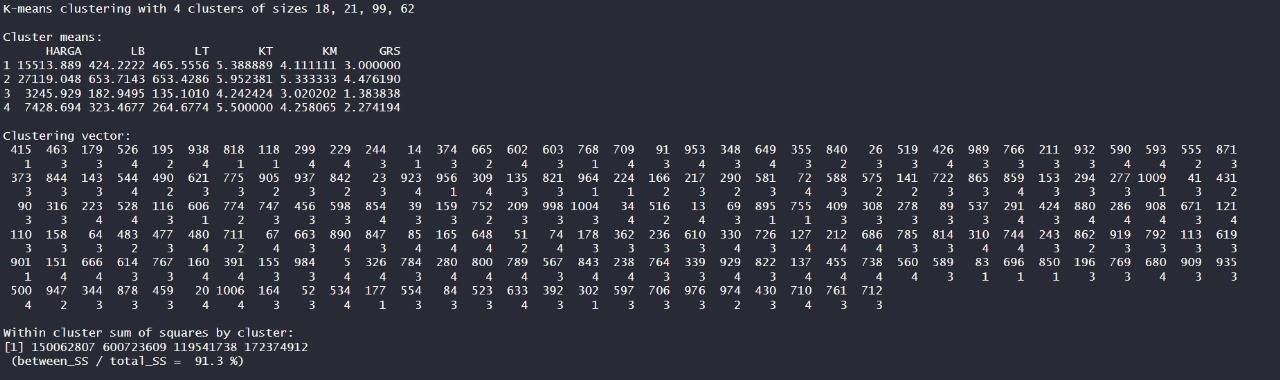 K-means clustering with 4 clusters of sizes 18, 21, 99, 62
Cluster means:
HARGA LB LT KT KM GRS
1 15513.889 424.2222 465.5556 5.388889 4.111111 3.000000
2 27119.048 653.7143 653.4286 5.952381 5.333333 4.476190
3 3245.929 182.9495 135.1010 4.242424 3.020202 1.383838
4 7428.694 323.4677 264.6774 5.500000 4.258065 2.274194
Clustering vector:
415 463 179 526 195 938 818 118 299 229 244 14 374 665 602 603 768 709 91 953 348 649 355 840 26 519 426 989 766 211 932 590 593 555 871
1 3 3 4 2 4 1 1 4 4 3 1 3 2 4 3 1 4 3 4 3 4 3 2 3 3 4 3 3 3 3 4 4 2 3
373 844 143 544 490 621 775 905 937 842 23 923 956 309 135 821 964 224 166 217 290 581 72 588 575 141 722 865 859 153 294 277 1009 41 431
3 3 3 4 2 3 3 2 3 2 3 4 1 4 3 3 1 1 2 3 2 3 4 3 2 2 3 3 4 3 3 3 1 3 2
90 316 223 528 116 606 774 747 456 598 854 39 159 752 209 998 1004 34 516 13 69 895 755 409 308 278 89 537 291 424 880 286 908 671 121
3 3 4 4 3 1 2 3 3 3 4 3 3 2 3 3 3 4 2 4 3 1 1 3 3 3 3 3 4 3 4 4 3 3 4
110 158 64 483 477 480 711 67 663 890 847 85 165 648 51 74 178 362 236 610 330 726 127 212 686 785 814 310 744 243 862 919 792 113 619
3 3 3 2 3 4 2 4 3 4 3 4 4 4 2 4 3 3 3 3 4 3 4 3 4 4 4 3 4 3 2 3 3 3 3
901 151 666 614 767 160 391 155 984 5 326 784 280 800 789 567 843 238 764 339 929 822 137 455 738 560 589 83 696 850 196 769 680 909 935
1 4 4 3 3 4 4 3 3 4 4 3 4 4 3 4 4 3 3 3 3 4 3 4 4 4 3 1 1 1 3 3 4 3 3
500 947 344 878 459 20 1006 164 52 534 177 554 84 523 633 392 302 597 706 976 974 430 710 761 712
4 2 3 3 3 4 4 3 3 4 1 3 3 3 4 3 1 3 3 3 2 3 4 3 3
Within cluster sum of squares by cluster:
[1] 150062807 600723609 119541738 172374912
(between_SS / total_SS = 91.3 %)